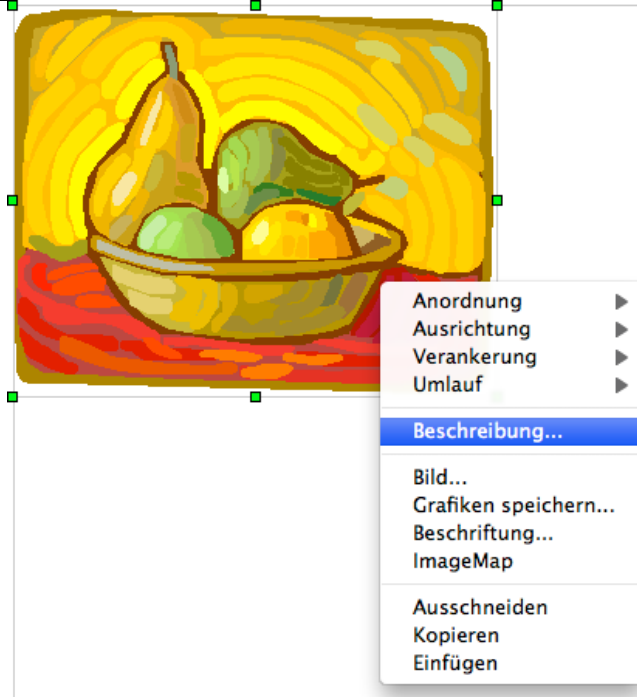 Anordnung
Ausrichtung
Verankerung
Umlauf
Beschreibung...
Bild...
Grafiken speichern...
Beschriftung...
ImageMap
Ausschneiden
Kopieren
Einfügen